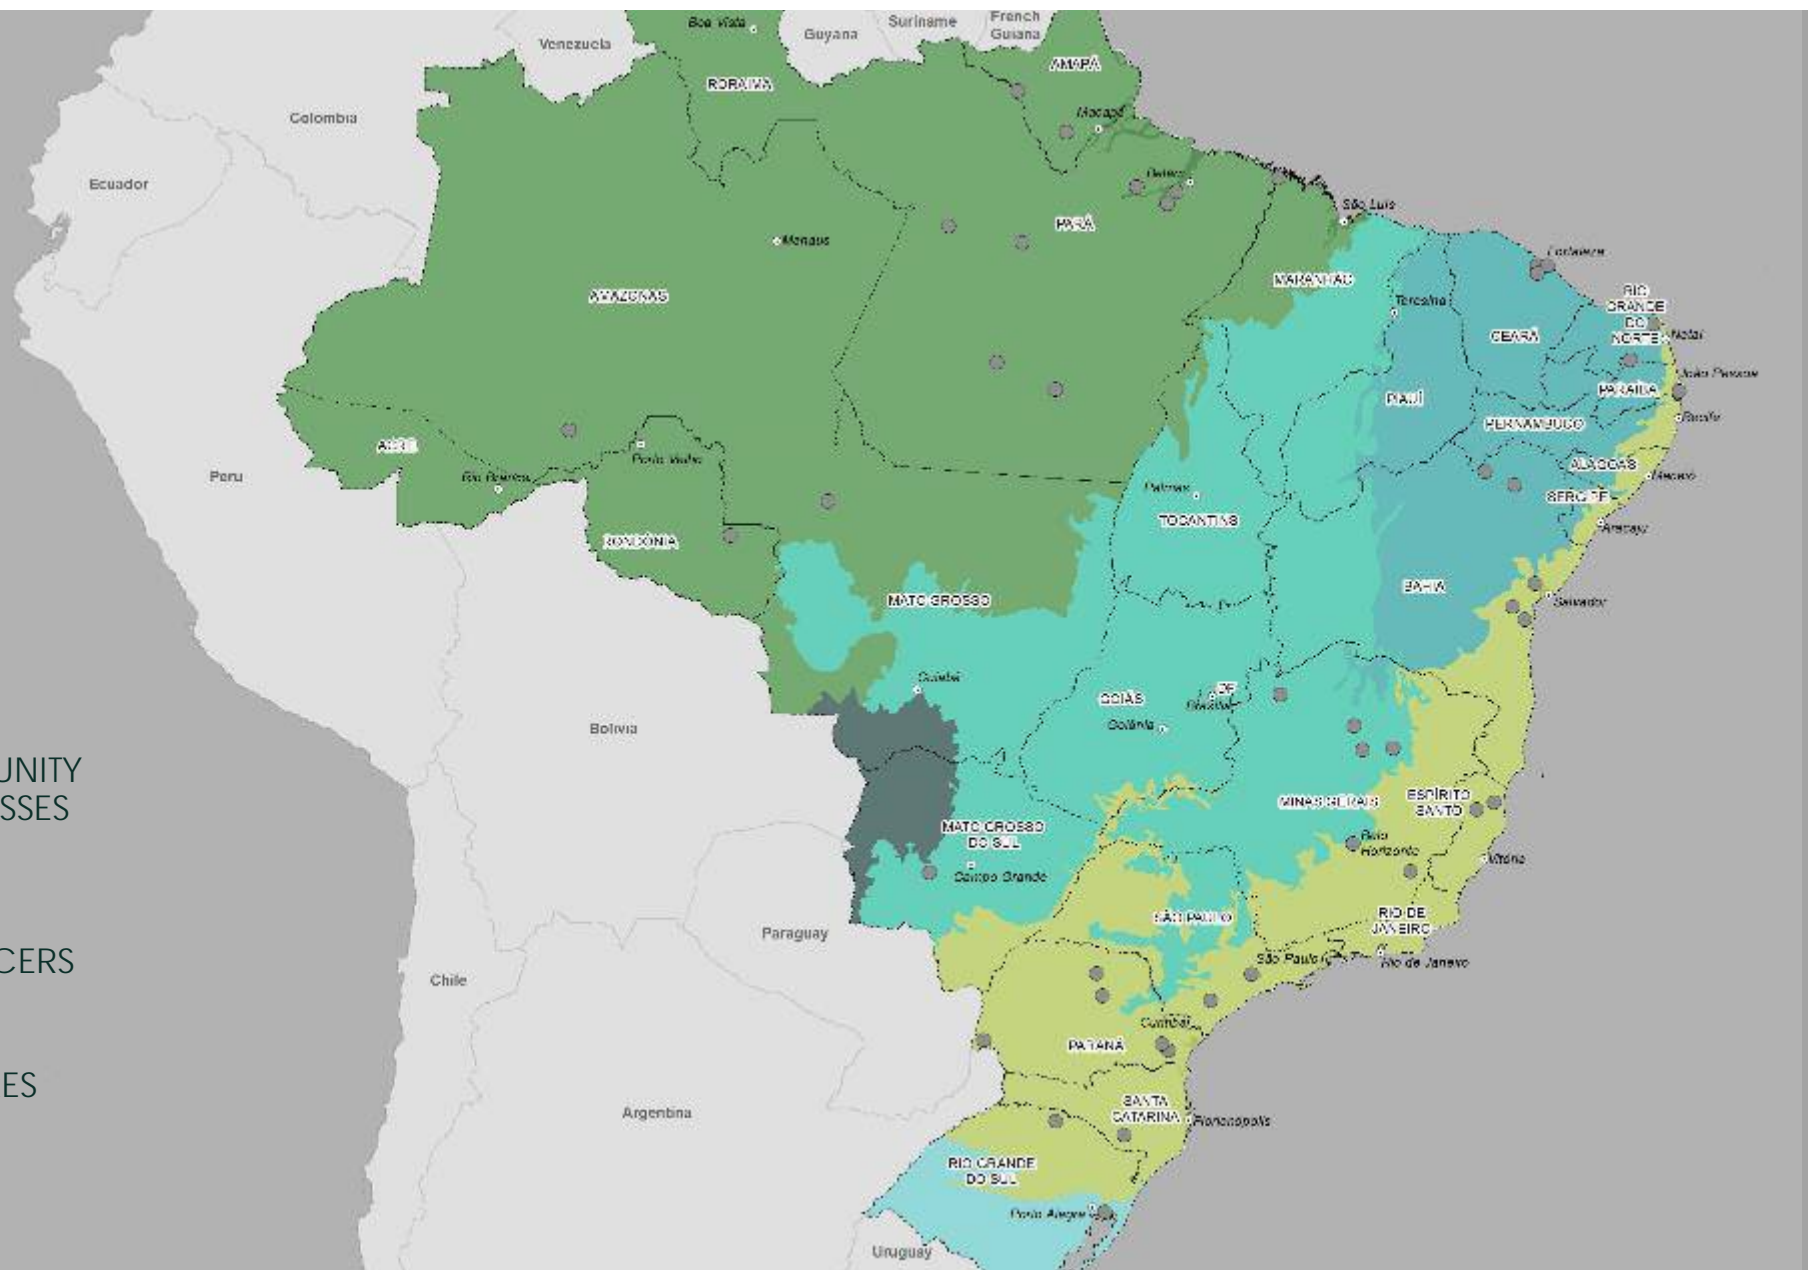 Boa Vista
Venezuela
Guyana
Suriname
French
Guiana
RORAIMA
AMAPÁ
Colombia
Macapá
Ecuador
Belém
São Luís
Manaus
PARÁ
Fortaleza
AMAZONAS
MARANHÃO
Teresina
RIO
GRANDE
DO
NORTE
Natal
CEARÁ
João Pessoa
PIAUÍ
PARAÍBA
Recife
PERNAMBUCO
ACRE
Porto Velho
Peru
Rio Branco
ALAGOAS
Maceió
Palmas
SERGIPE
TOCANTINS
Aracaju
RONDÔNIA
MATO GROSSO
BAHIA
Salvador
Cuiabá
GOIÁS
DF
Brasília
Goiânia
Bolivia
UNITY
SSES
MINAS GERAIS
ESPÍRITO
SANTO
MATO GROSSO
DO SUL
Belo
Horizonte
Vitória
Campo Grande
SÃO PAULO
RIO DE
JANEIRO
Paraguay
CERS
São Paulo
Rio de Janeiro
Chile
Curitiba
PARANÁ
ES
Argentina
SANTA
CATARINA
Florianópolis
RIO GRANDE
DO SUL
Porto Alegre
Uruguay